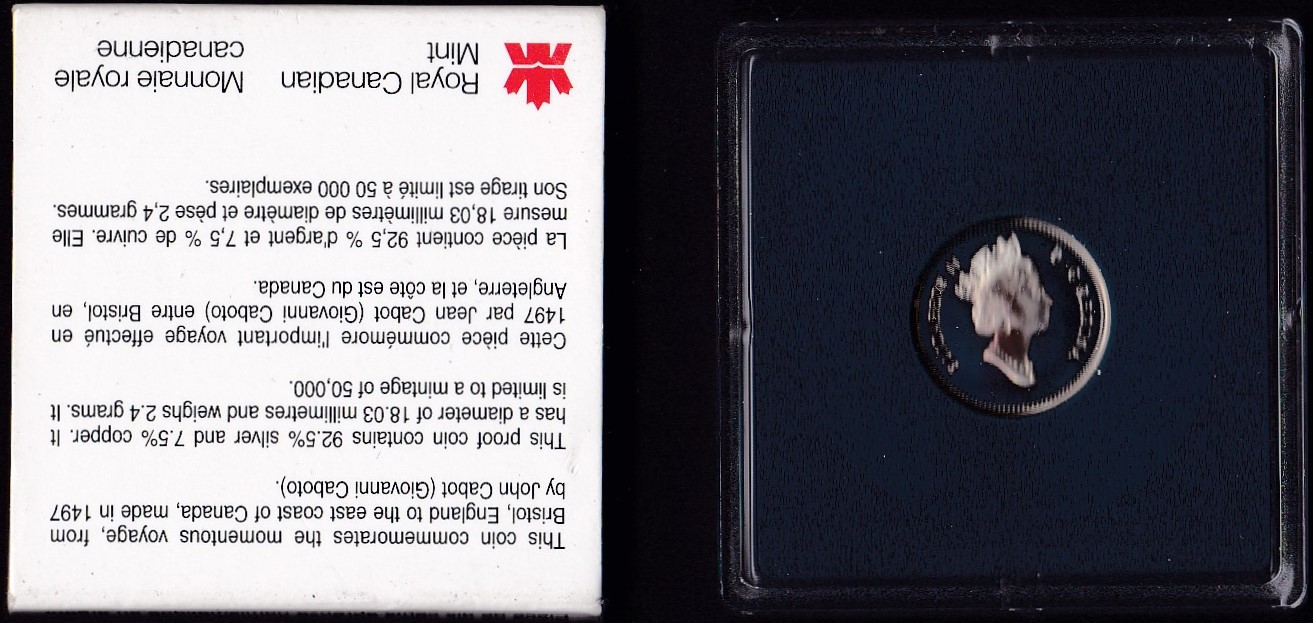 This coin commemorates the momentous voyage, from
Bristol, England to the east coast of Canada, made in 1497
by John Cabot (Giovanni Caboto).
This proof coin contains 92.5% silver and 7.5% copper. It
has a diameter of 18.03 millimetres and weighs 2.4 grams. It
is limited to a mintage of 50,000.
Cette pièce commémore l'important voyage effectué en
1497 par Jean Cabot (Giovanni Caboto) entre Bristol, en
Angleterre, et la côte est du Canada.
La pièce contient 92,5 % d'argent et 7,5 % de cuivre. Elle
mesure 18,03 millimètres de diamètre et pèse 2,4 grammes.
Son tirage est limité à 50 000 exemplaires.
Royal Canadian Monnaie royale
Mint canadienne